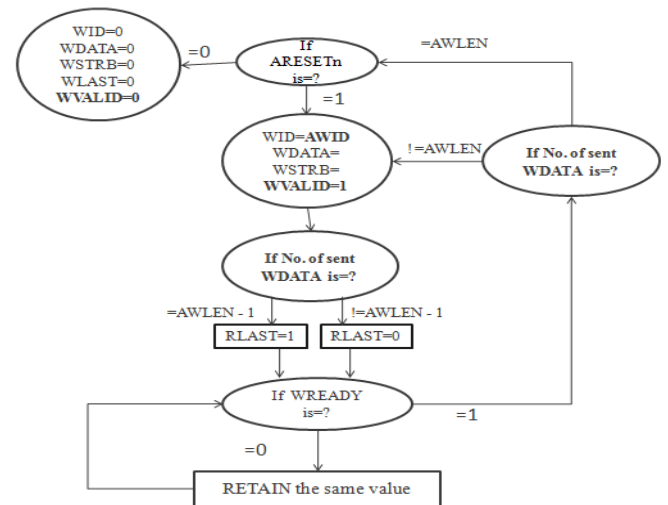 WID=0
WDATA=0
WSTRB=0
WLAST=0
WVALID=0
=0
If
ARESETn
is=?
=AWLEN
=1
WID=AWID
WDATA=
WSTRB=
WVALID=1
!=AWLEN
If No. of sent
WDATA is=?
If No. of sent
WDATA is=?
=AWLEN - 1
!=AWLEN - 1
RLAST=1
RLAST=0
If WREADY
is=?
=1
=0
RETAIN the same value